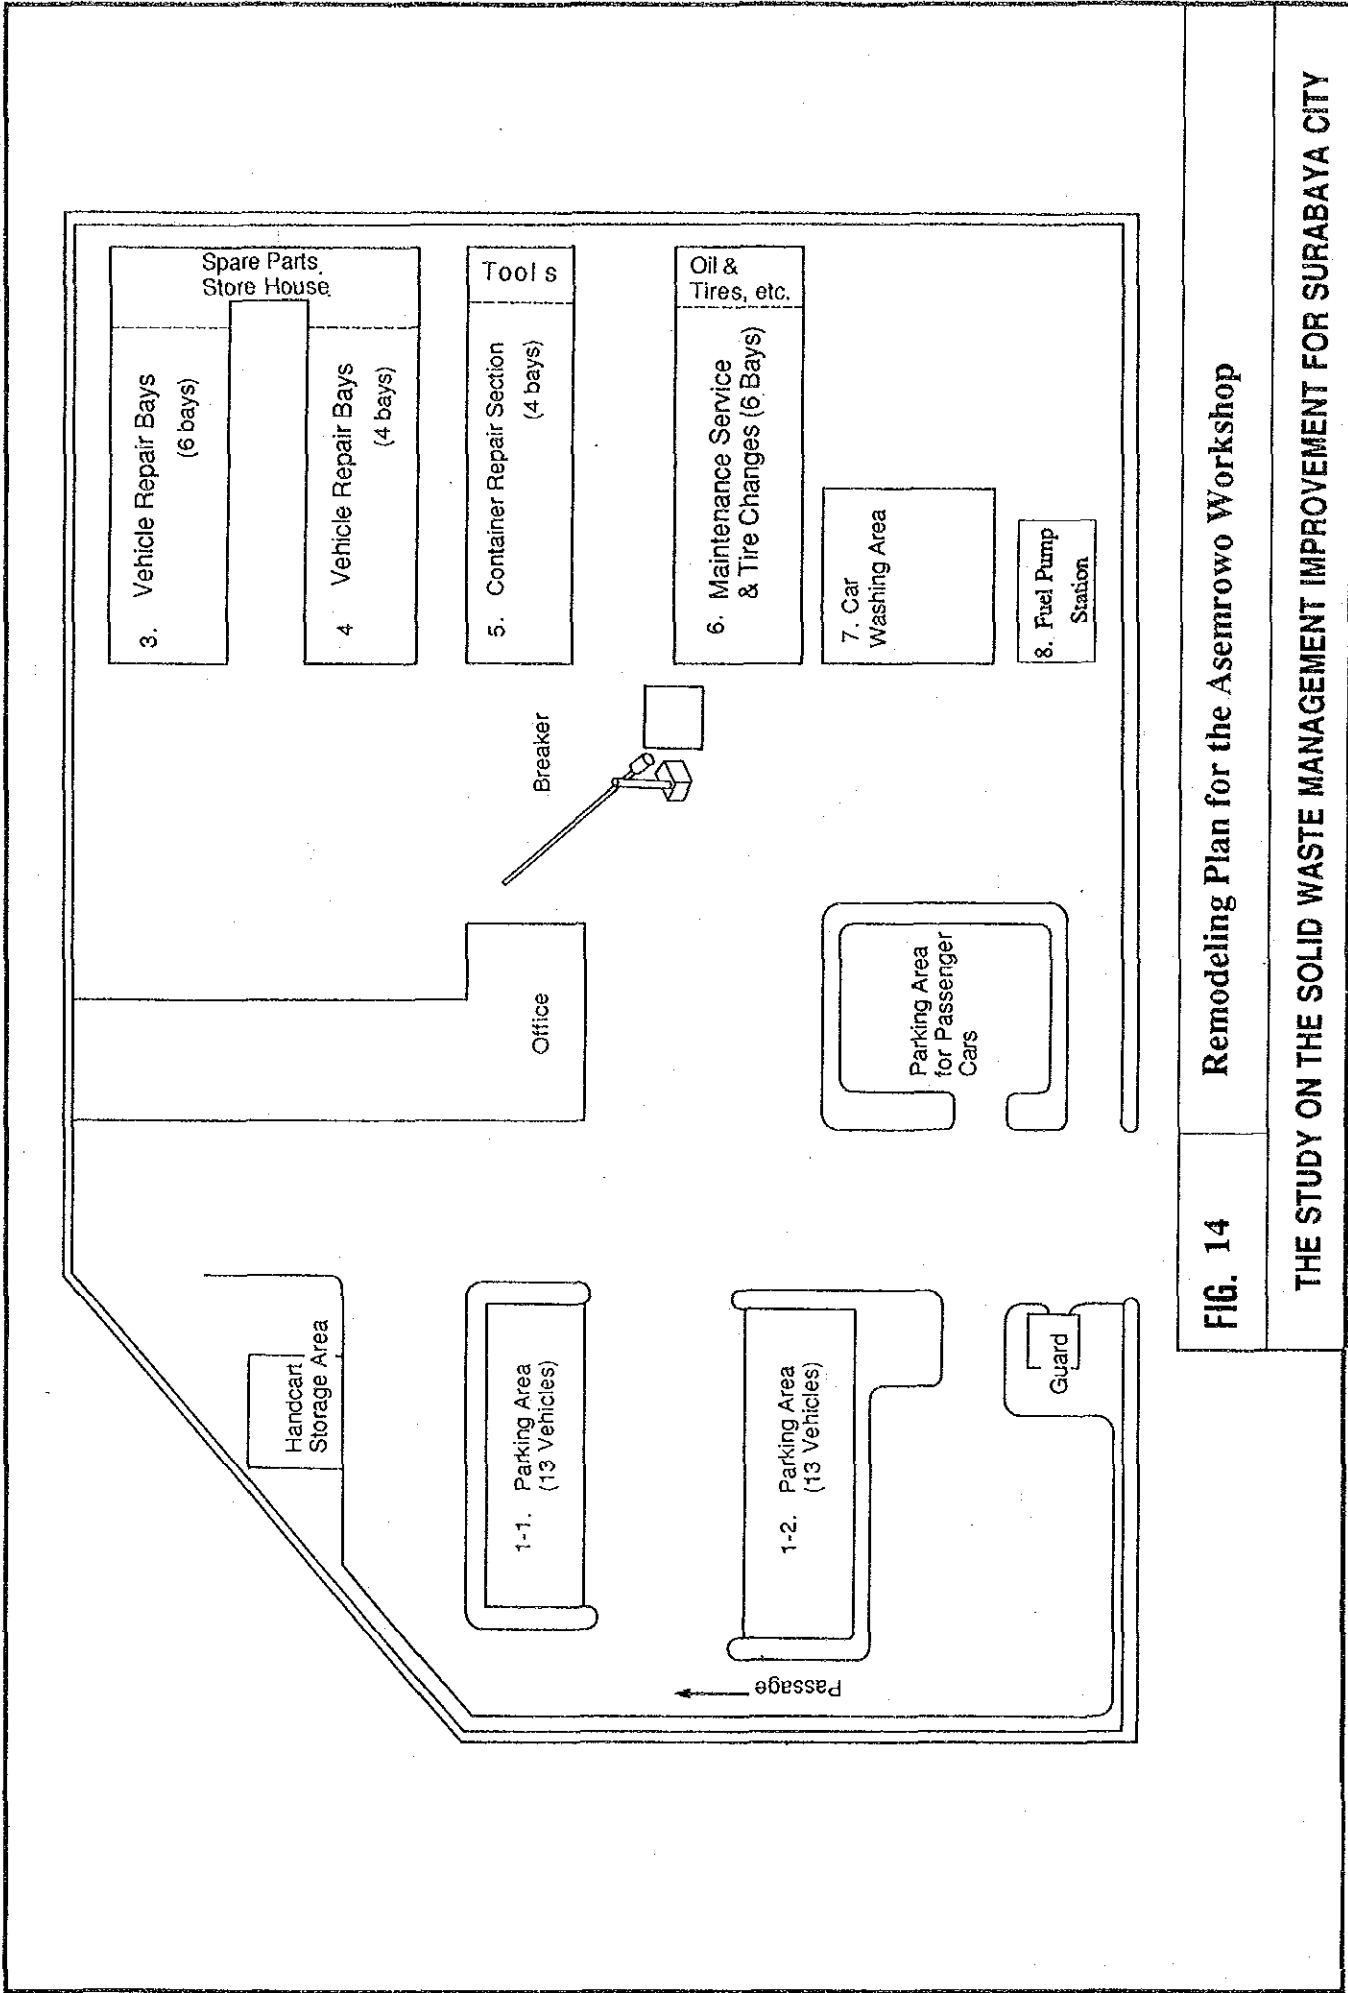 Spare Parts
Store House
3. Vehicle Repair Bays
(6 bays)
4 Vehicle Repair Bays
(4 bays)
Tools
5. Container Repair Section
(4 bays)
Oil &
Tires, etc.
6. Maintenance Service
& Tire Changes (6 Bays)
7. Car
Washing Area
8. Fuel Pump
Station
Breaker
Office
Parking Area
for Passenger
Cars
Handcart
Storage Area
1-1. Parking Area
(13 Vehicles)
1-2. Parking Area
(13 Vehicles)
Guard
Passage
FIG. 14
Remodeling Plan for the Asemrowo Workshop
THE STUDY ON THE SOLID WASTE MANAGEMENT IMPROVEMENT FOR SURABAYA CITY